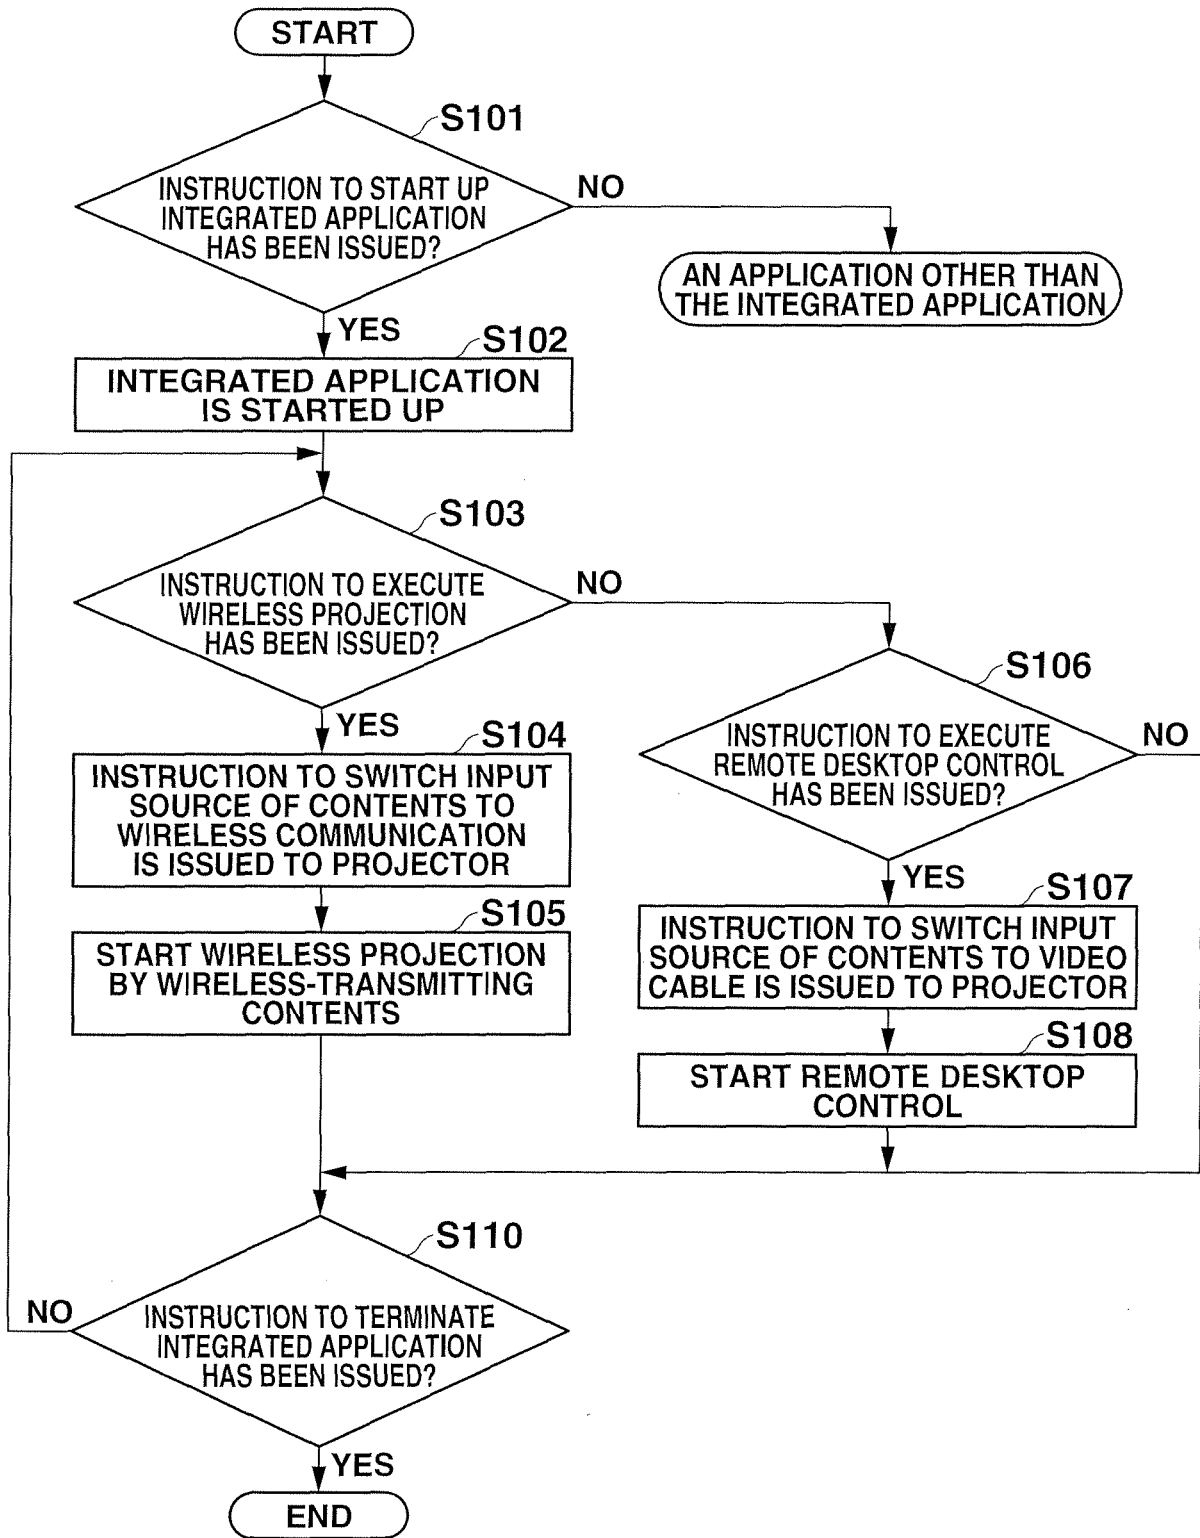 START
S101
INSTRUCTION TO START UP
INTEGRATED APPLICATION
HAS BEEN ISSUED?
NO
AN APPLICATION OTHER THAN
THE INTEGRATED APPLICATION
YES
S102
INTEGRATED APPLICATION
IS STARTED UP
S103
INSTRUCTION TO EXECUTE
WIRELESS PROJECTION
HAS BEEN ISSUED?
NO
YES
S104
INSTRUCTION TO SWITCH INPUT
SOURCE OF CONTENTS TO
WIRELESS COMMUNICATION
IS ISSUED TO PROJECTOR
S105
START WIRELESS PROJECTION
BY WIRELESS-TRANSMITTING
CONTENTS
S106
INSTRUCTION TO EXECUTE
REMOTE DESKTOP CONTROL
HAS BEEN ISSUED?
NO
YES
S107
INSTRUCTION TO SWITCH INPUT
SOURCE OF CONTENTS TO VIDEO
CABLE IS ISSUED TO PROJECTOR
S108
START REMOTE DESKTOP
CONTROL
S110
INSTRUCTION TO TERMINATE
INTEGRATED APPLICATION
HAS BEEN ISSUED?
NO
YES
END